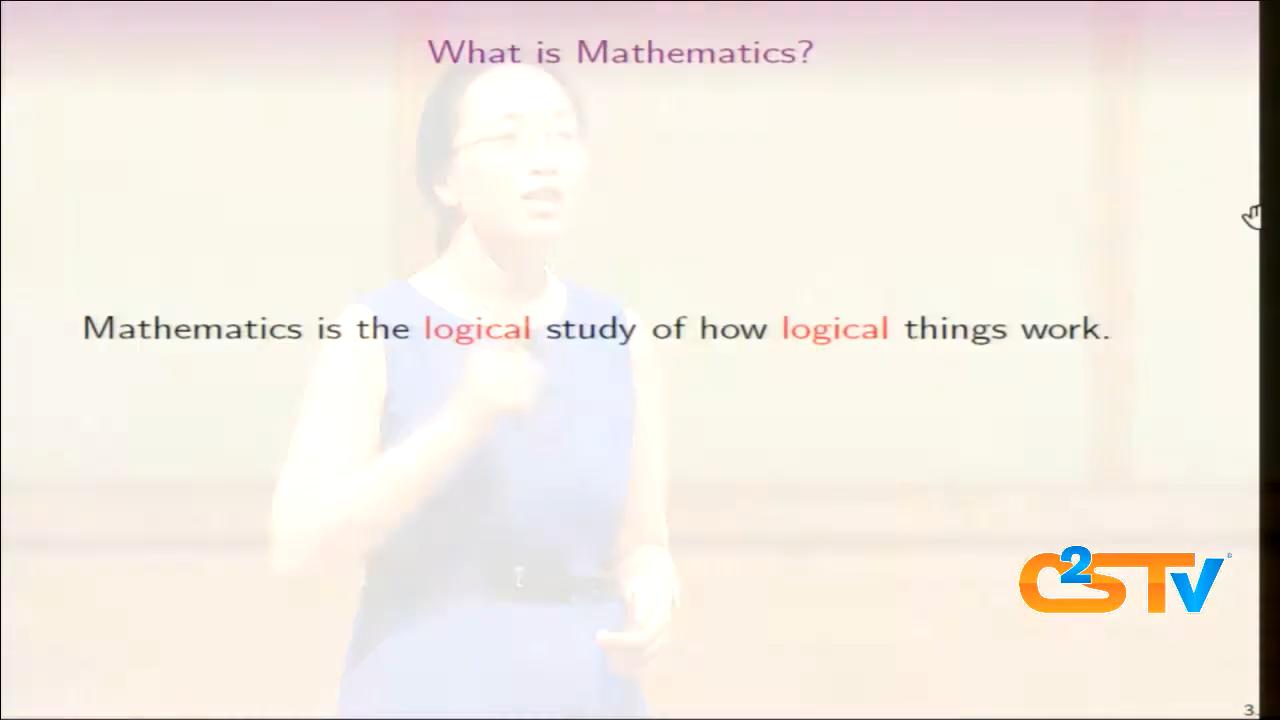 What is Mathematics?
Mathematics is the logical study of how logical things work.
C2STV
3.